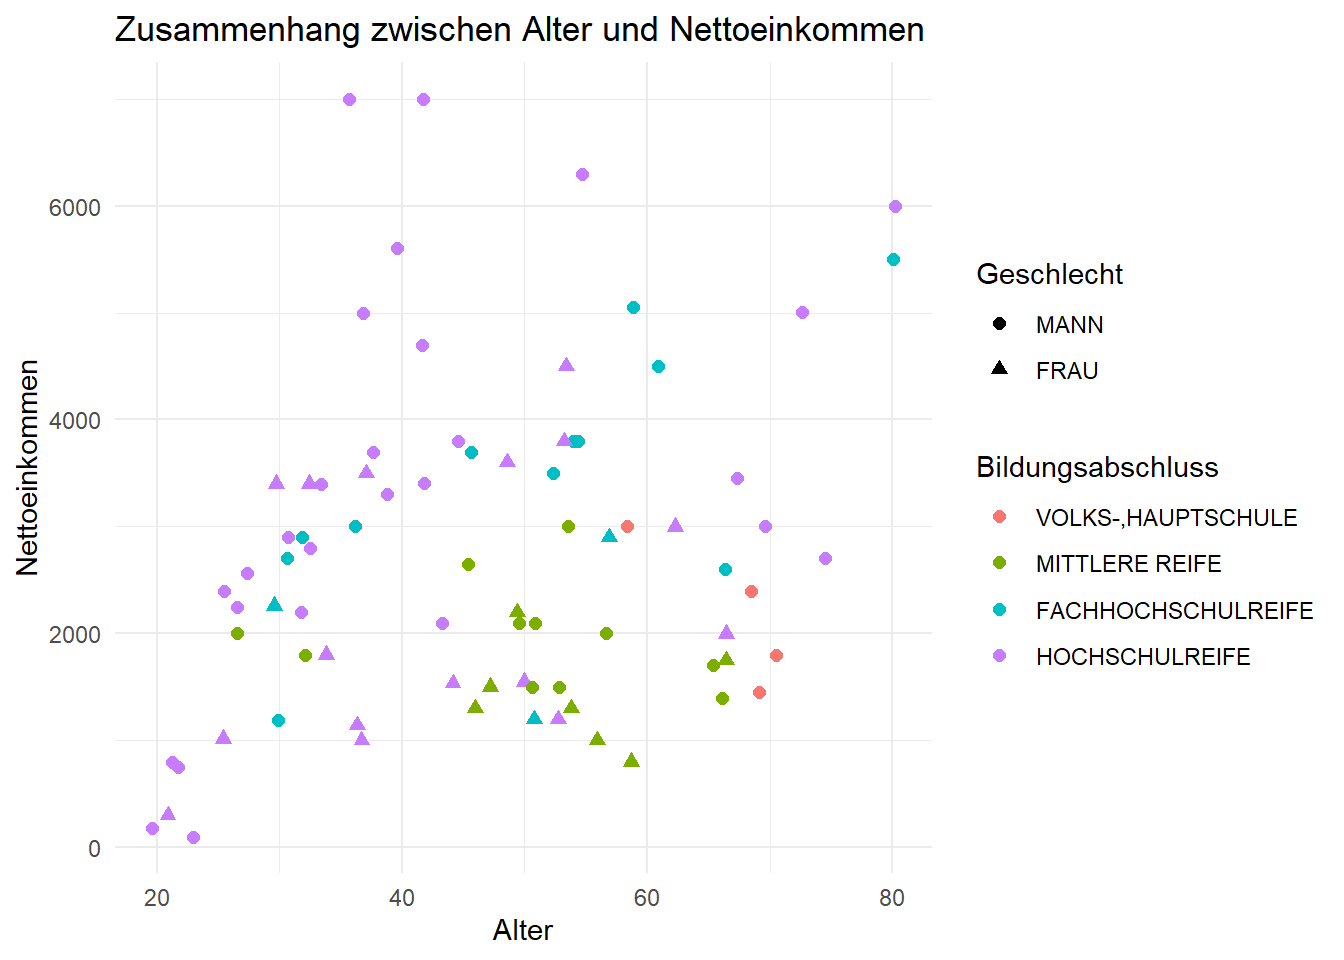 Zusammenhang zwischen Alter und Nettoeinkommen
Nettoeinkommen
6000
4000
2000
0
20 40 60 80
Alter
Geschlecht
MANN
FRAU
Bildungsabschluss
VOLKS-,HAUPTSCHULE
MITTLERE REIFE
FACHHOCHSCHULREIFE
HOCHSCHULREIFE